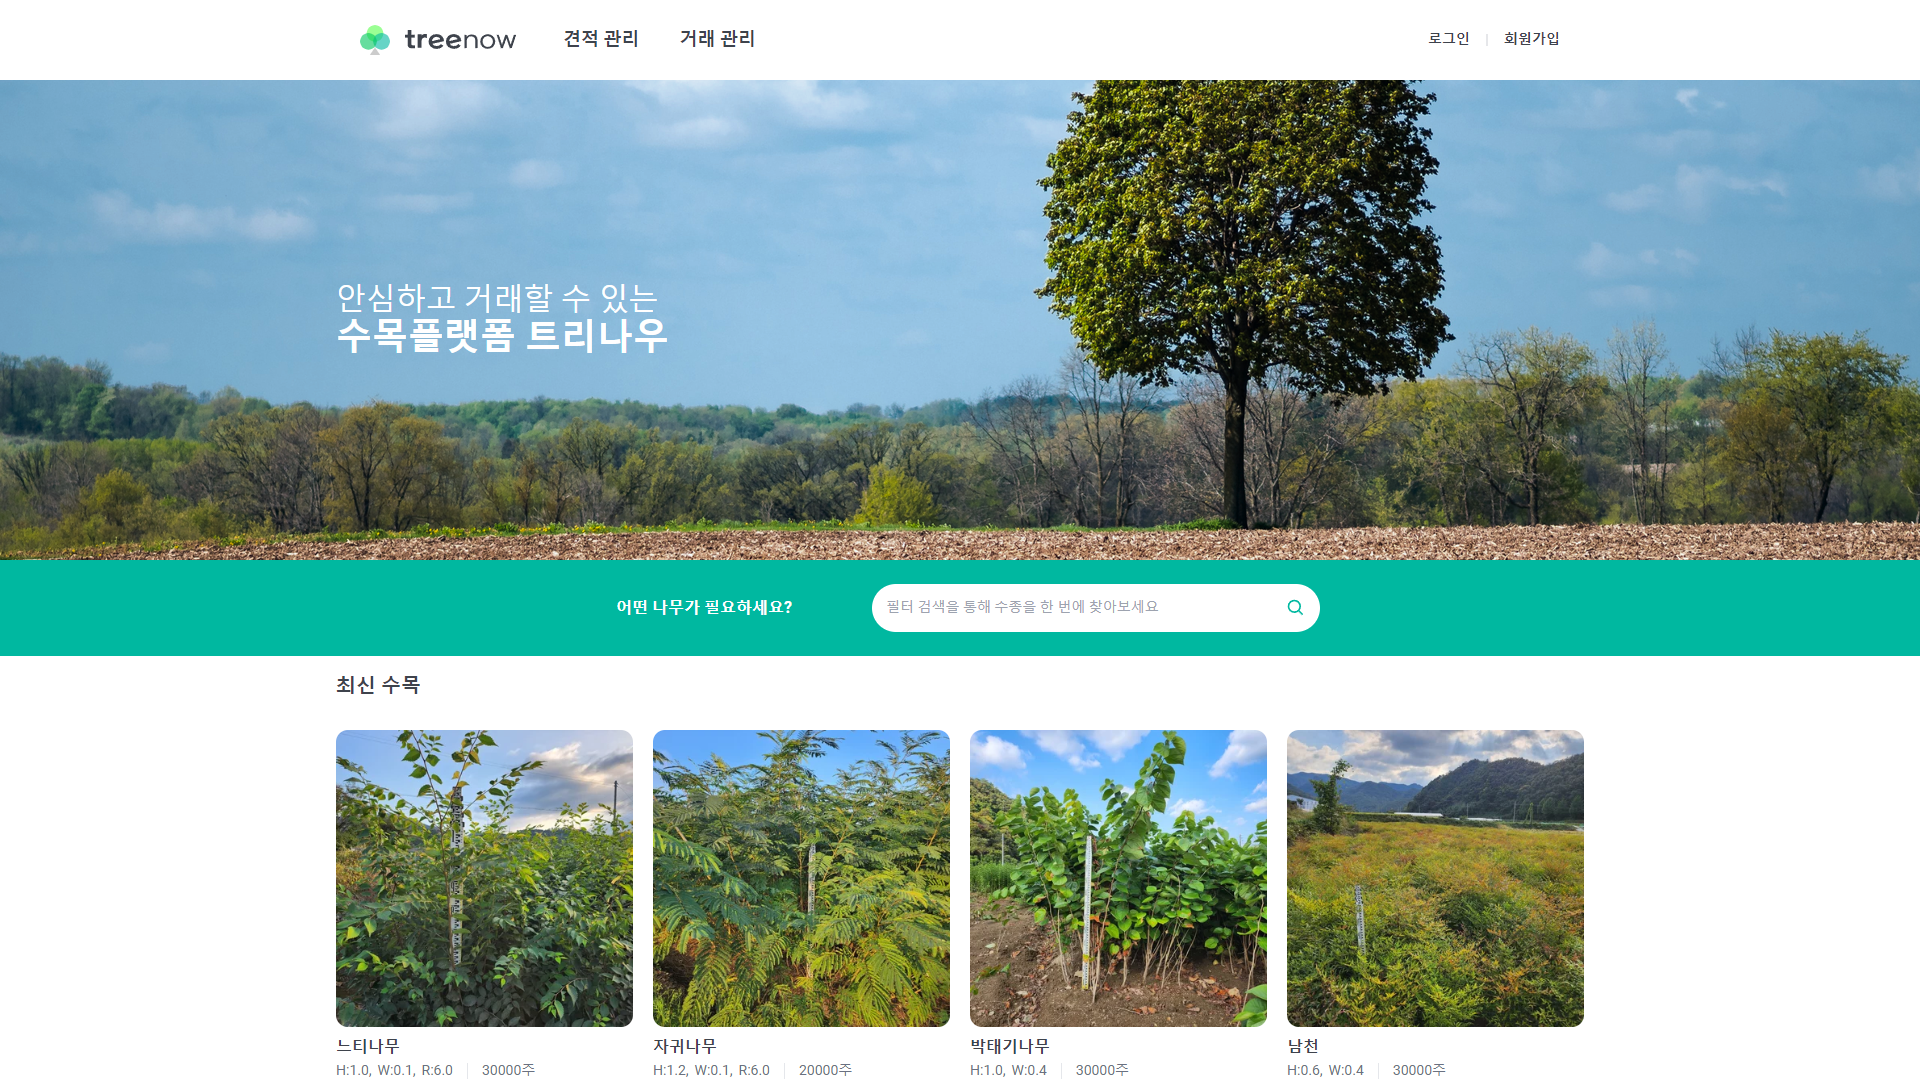 treenow 견적 관리 거래 관리 로그인 | 회원가입
안심하고 거래할 수 있는
수목플랫폼 트리나우
어떤 나무가 필요하세요? 필터 검색을 통해 수종을 한 번에 찾아보세요
최신 수목
느티나무
H:1.0, W:0.1, R:6.0 | 30000주
자귀나무
H:1.2, W:0.1, R:6.0 | 20000주
박태기나무
H:1.0, W:0.4 | 30000주
남천
H:0.6, W:0.4 | 30000주